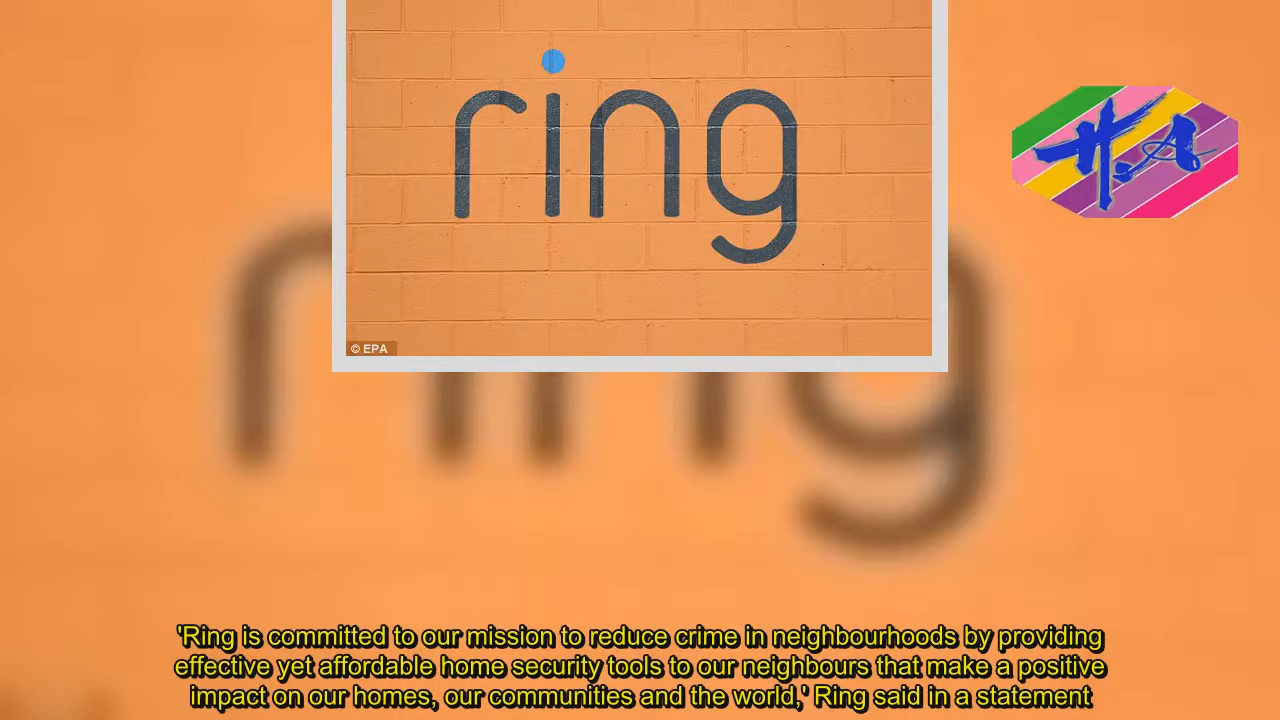 ring
© EPA
H.A
'Ring is committed to our mission to reduce crime in neighbourhoods by providing
effective yet affordable home security tools to our neighbours that make a positive
impact on our homes, our communities and the world,' Ring said in a statement